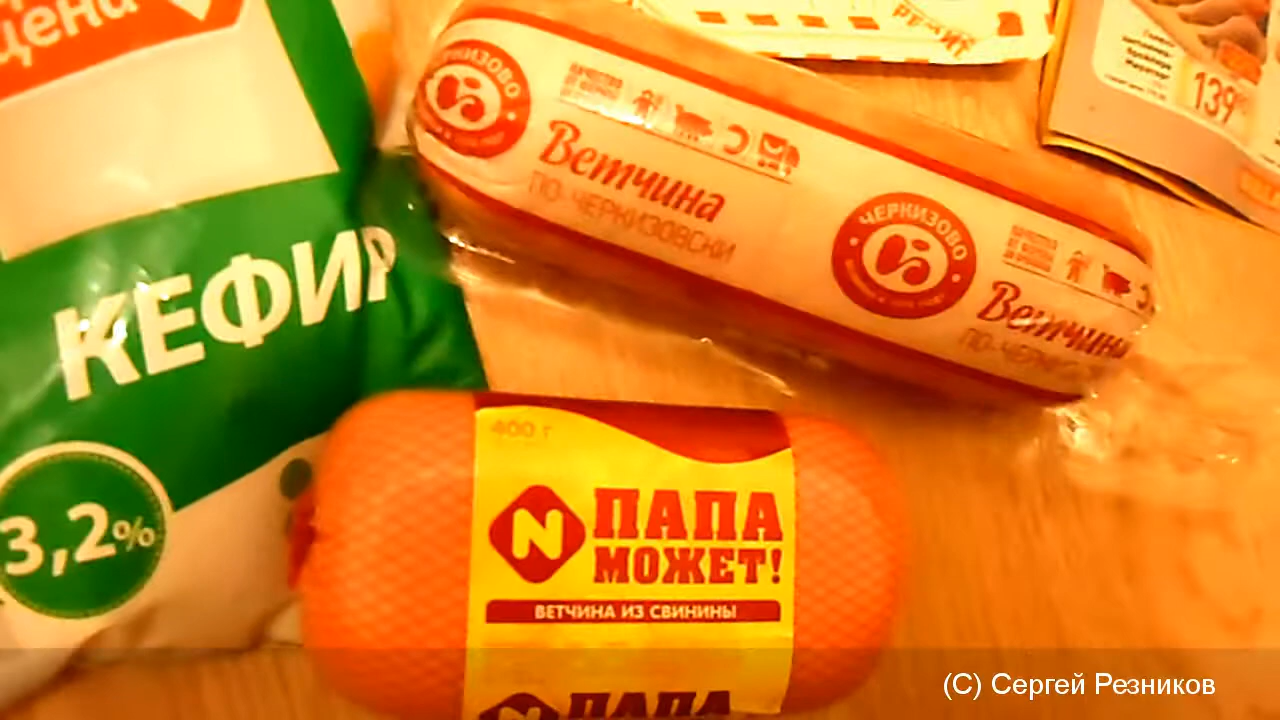 цена
КЕФИР
3,2%
ЧЕРКИЗОВО
Ветчина
ПО-ЧЕРКИЗОВСКИ
ЧЕРКИЗОВО
Ветчина
139
400 г
N ПАПА
МОЖЕТ!
ВЕТЧИНА ИЗ СВИНИНЫ
N ПАПА
(C) Сергей Резников